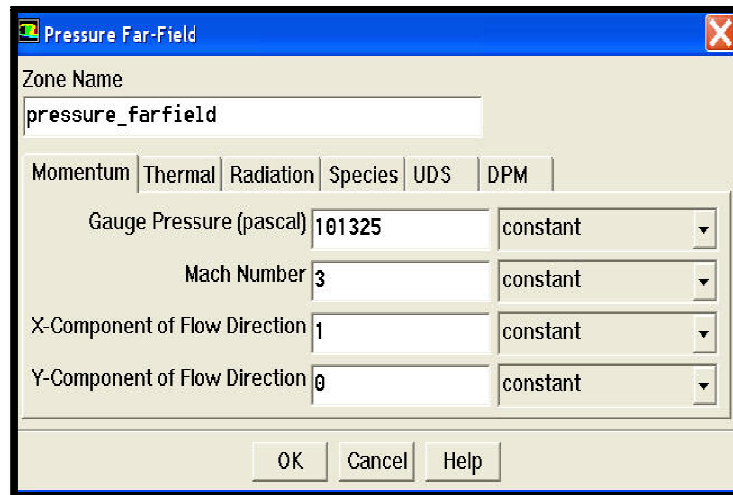 Pressure Far-Field
Zone Name
pressure_farfield
Momentum Thermal Radiation Species UDS DPM
Gauge Pressure (pascal) 101325 constant
Mach Number 3 constant
X-Component of Flow Direction 1 constant
Y-Component of Flow Direction 0 constant
OK Cancel Help